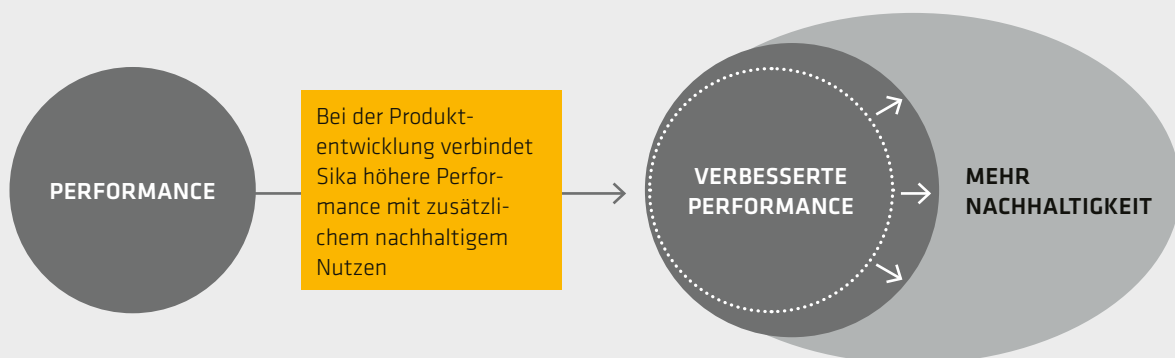 PERFORMANCE
Bei der Produkt-
entwicklung verbindet
Sika höhere Perfor-
mance mit zusätzli-
chem nachhaltigem
Nutzen
VERBESSERTE
PERFORMANCE
MEHR
NACHHALTIGKEIT